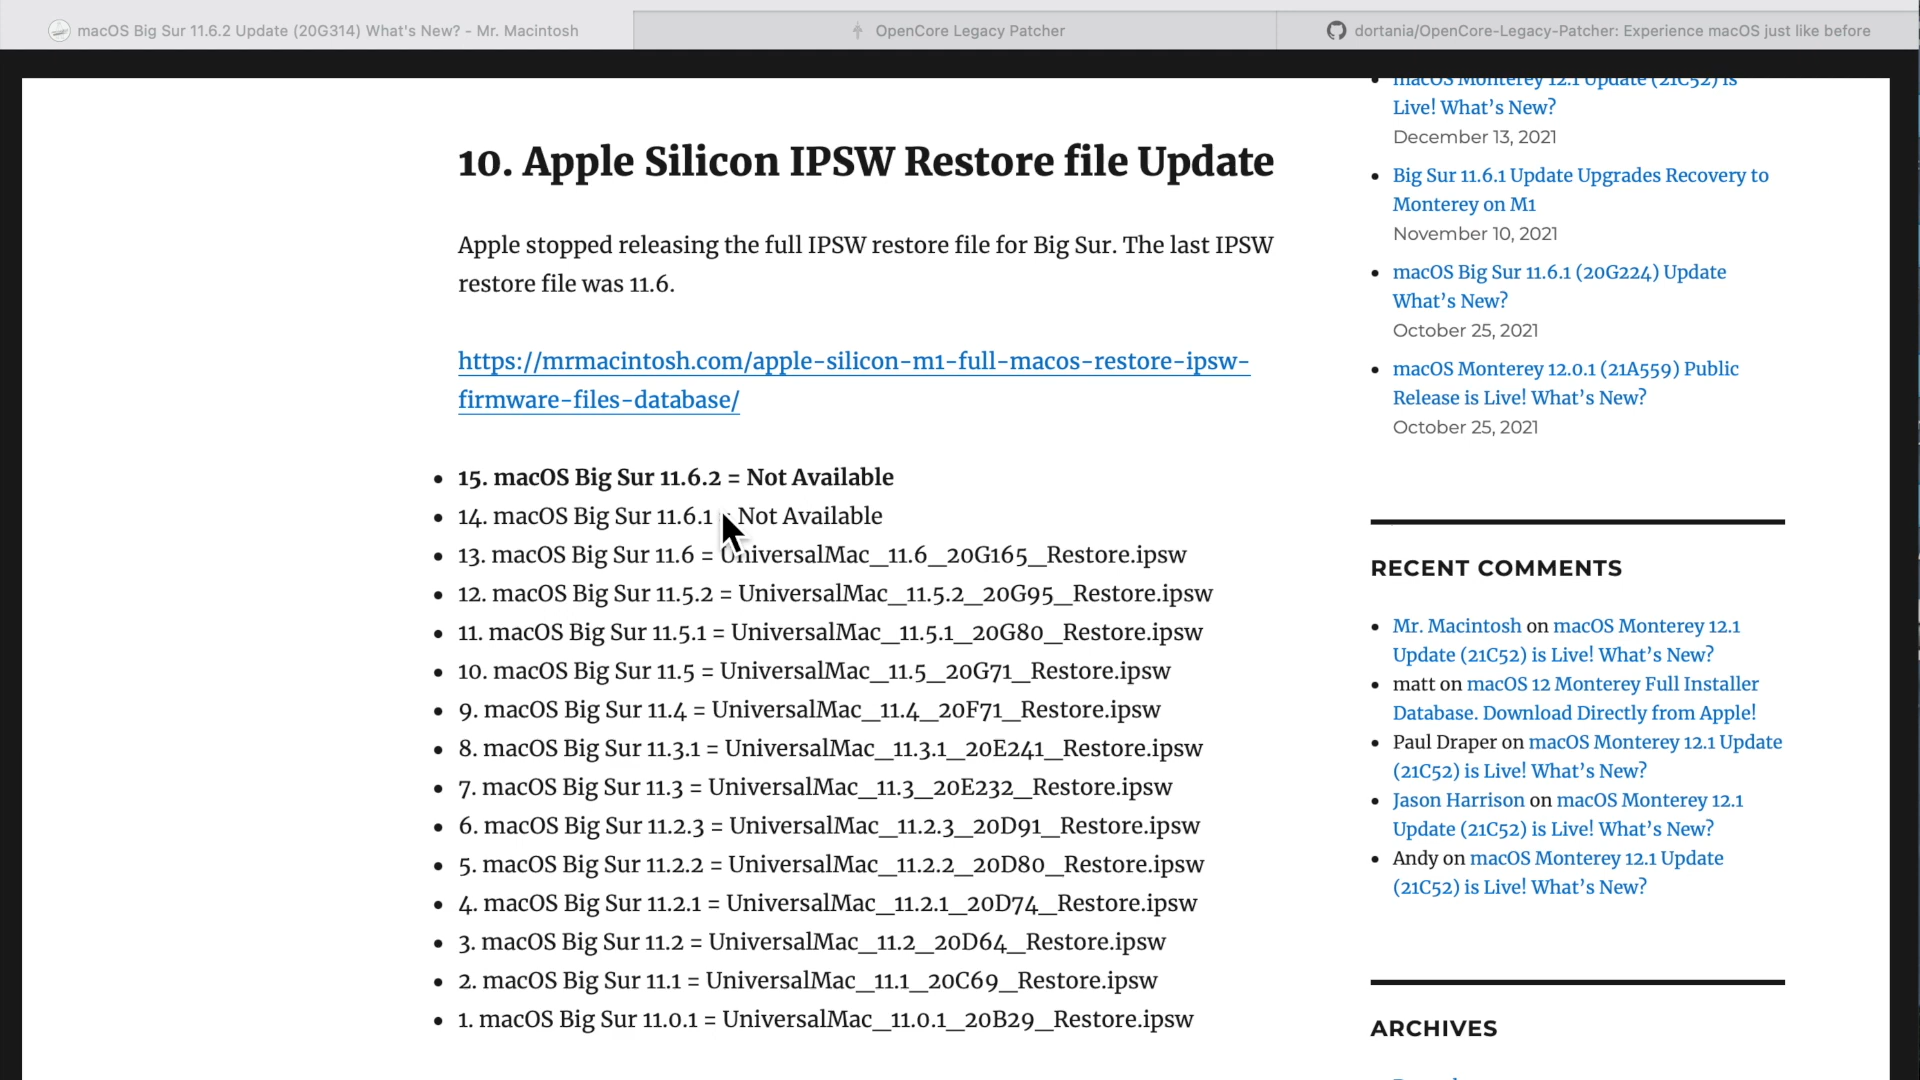 macOS Big Sur 11.6.2 Update (20G314) What's New? - Mr. Macintosh
OpenCore Legacy Patcher
dortania/OpenCore-Legacy-Patcher: Experience macOS just like before
10. Apple Silicon IPSW Restore file Update
Apple stopped releasing the full IPSW restore file for Big Sur. The last IPSW
restore file was 11.6.
https://mrmacintosh.com/apple-silicon-m1-full-macos-restore-ipsw-
firmware-files-database/
15. macOS Big Sur 11.6.2 = Not Available
14. macOS Big Sur 11.6.1 = Not Available
13. macOS Big Sur 11.6 = UniversalMac_11.6_20G165_Restore.ipsw
12. macOS Big Sur 11.5.2 = UniversalMac_11.5.2_20G95_Restore.ipsw
11. macOS Big Sur 11.5.1 = UniversalMac_11.5.1_20G80_Restore.ipsw
10. macOS Big Sur 11.5 = UniversalMac_11.5_20G71_Restore.ipsw
9. macOS Big Sur 11.4 = UniversalMac_11.4_20F71_Restore.ipsw
8. macOS Big Sur 11.3.1 = UniversalMac_11.3.1_20E241_Restore.ipsw
7. macOS Big Sur 11.3 = UniversalMac_11.3_20E232_Restore.ipsw
6. macOS Big Sur 11.2.3 = UniversalMac_11.2.3_20D91_Restore.ipsw
5. macOS Big Sur 11.2.2 = UniversalMac_11.2.2_20D80_Restore.ipsw
4. macOS Big Sur 11.2.1 = UniversalMac_11.2.1_20D74_Restore.ipsw
3. macOS Big Sur 11.2 = UniversalMac_11.2_20D64_Restore.ipsw
2. macOS Big Sur 11.1 = UniversalMac_11.1_20C69_Restore.ipsw
1. macOS Big Sur 11.0.1 = UniversalMac_11.0.1_20B29_Restore.ipsw
macOS Monterey 12.1 Update (21C52) is
Live! What's New?
December 13, 2021
Big Sur 11.6.1 Update Upgrades Recovery to
Monterey on M1
November 10, 2021
macOS Big Sur 11.6.1 (20G224) Update
What's New?
October 25, 2021
macOS Monterey 12.0.1 (21A559) Public
Release is Live! What's New?
October 25, 2021
RECENT COMMENTS
Mr. Macintosh on macOS Monterey 12.1
Update (21C52) is Live! What's New?
matt on macOS 12 Monterey Full Installer
Database. Download Directly from Apple!
Paul Draper on macOS Monterey 12.1 Update
(21C52) is Live! What's New?
Jason Harrison on macOS Monterey 12.1
Update (21C52) is Live! What's New?
Andy on macOS Monterey 12.1 Update
(21C52) is Live! What's New?
ARCHIVES